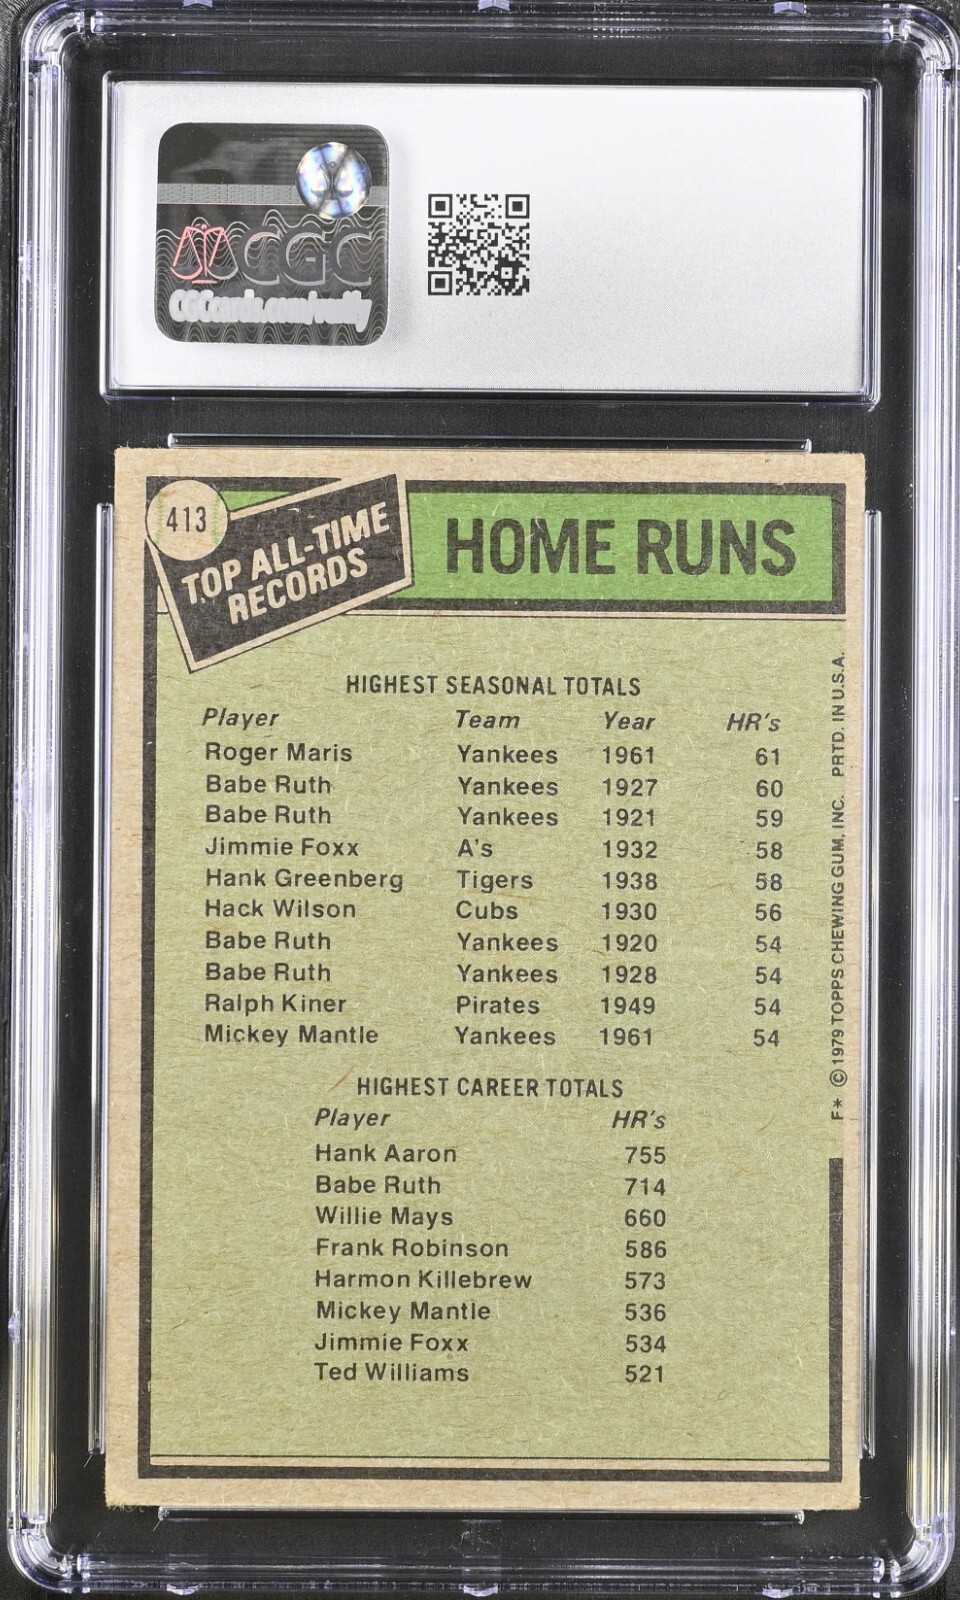 CGC
CGCcards.com/verify
413
TOP ALL-TIME
RECORDS
HOME RUNS
HIGHEST SEASONAL TOTALS
Player Team Year HR's
Roger Maris Yankees 1961 61
Babe Ruth Yankees 1927 60
Babe Ruth Yankees 1921 59
Jimmie Foxx A's 1932 58
Hank Greenberg Tigers 1938 58
Hack Wilson Cubs 1930 56
Babe Ruth Yankees 1920 54
Babe Ruth Yankees 1928 54
Ralph Kiner Pirates 1949 54
Mickey Mantle Yankees 1961 54
HIGHEST CAREER TOTALS
Player HR's
Hank Aaron 755
Babe Ruth 714
Willie Mays 660
Frank Robinson 586
Harmon Killebrew 573
Mickey Mantle 536
Jimmie Foxx 534
Ted Williams 521
F* ©1979 TOPPS CHEWING GUM, INC. PRTD. IN U.S.A.